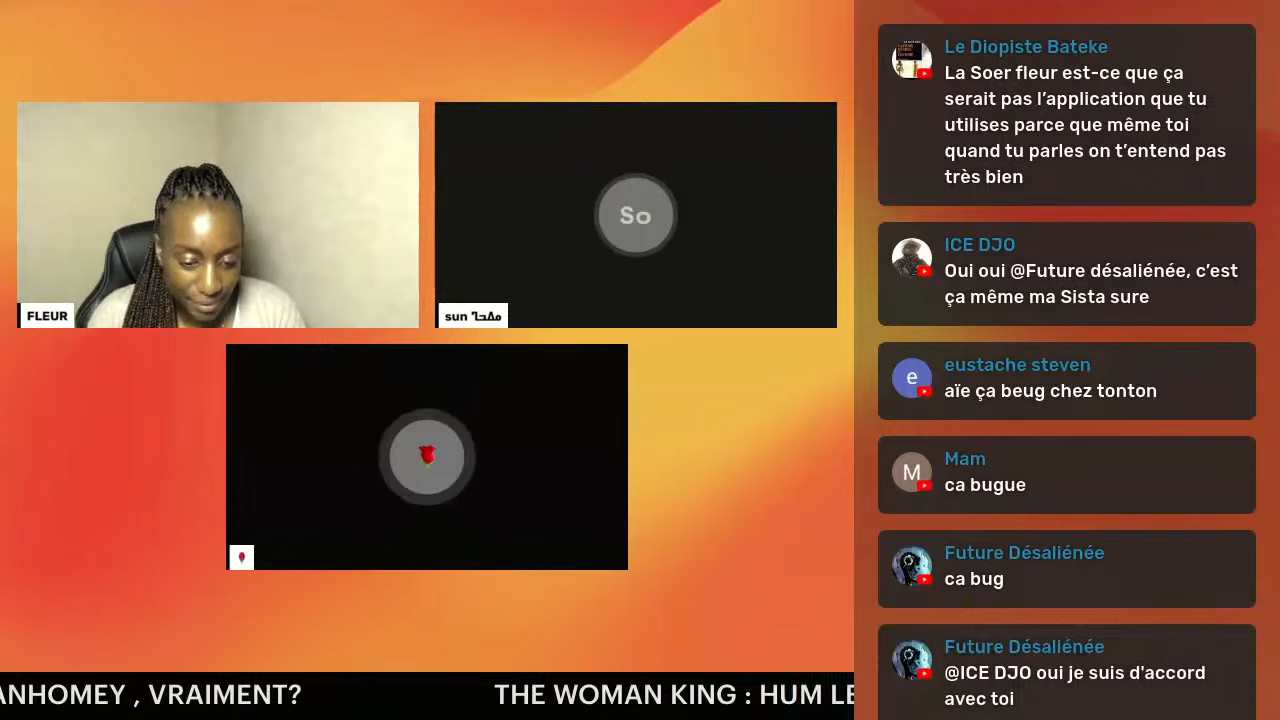 FLEUR
So
sun
Le Diopiste Bateke
La Soer fleur est-ce que ça
serait pas l’application que tu
utilises parce que même toi
quand tu parles on t’entend pas
très bien
ICE DJO
Oui oui @Future désaliénée, c’est
ça même ma Sista sure
e
eustache steven
aïe ça beug chez tonton
M
Mam
ca bugue
Future Désaliénée
ca bug
Future Désaliénée
@ICE DJO oui je suis d'accord
avec toi
ANHOMEY , VRAIMENT? THE WOMAN KING : HUM LE